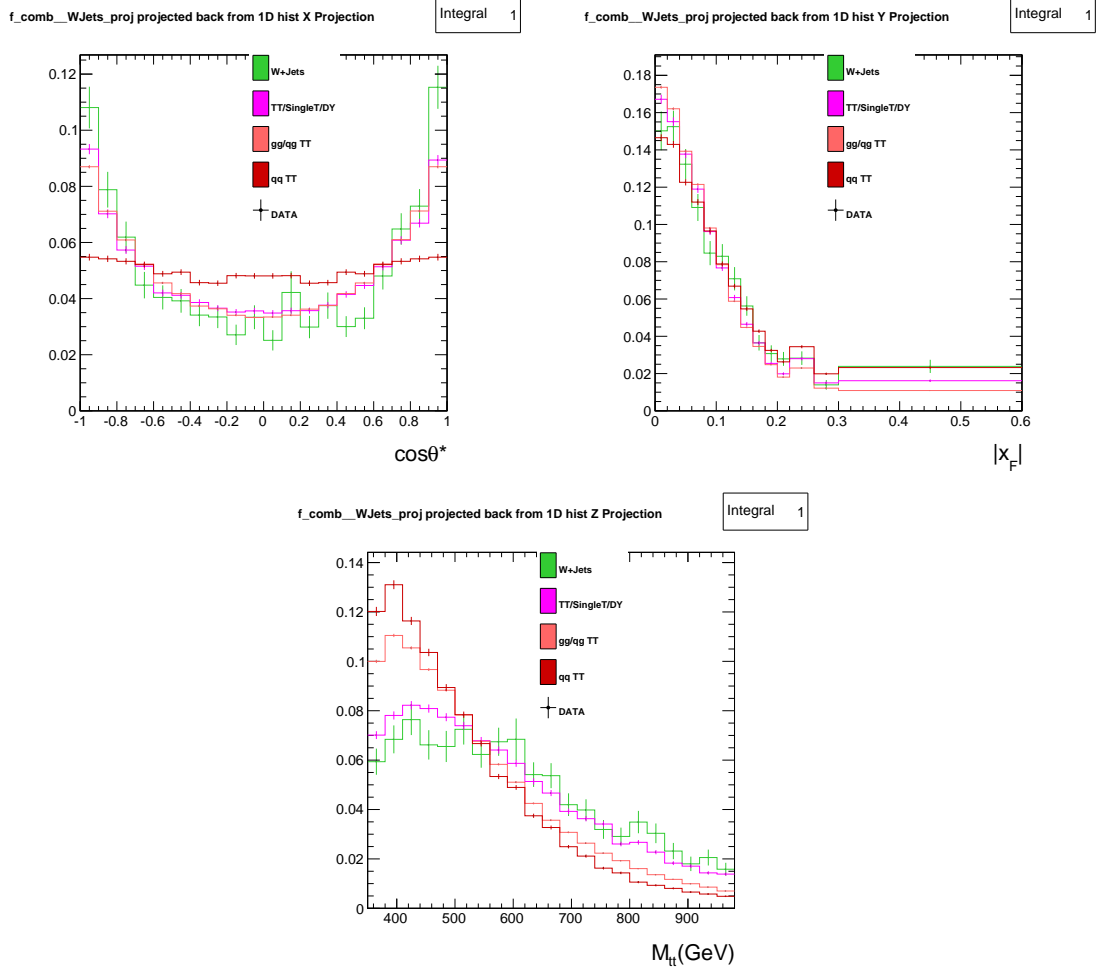 f_comb__WJets_proj projected back from 1D hist X Projection
Integral 1
W+Jets
TT/SingleT/DY
gg/qg TT
qq TT
DATA
0.12
0.1
0.08
0.06
0.04
0.02
0
-1 -0.8 -0.6 -0.4 -0.2 0 0.2 0.4 0.6 0.8 1
cosθ*
f_comb__WJets_proj projected back from 1D hist Y Projection
Integral 1
W+Jets
TT/SingleT/DY
gg/qg TT
qq TT
DATA
0.18
0.16
0.14
0.12
0.1
0.08
0.06
0.04
0.02
0
0 0.1 0.2 0.3 0.4 0.5 0.6
|x_F|
f_comb__WJets_proj projected back from 1D hist Z Projection
Integral 1
W+Jets
TT/SingleT/DY
gg/qg TT
qq TT
DATA
0.14
0.12
0.1
0.08
0.06
0.04
0.02
0
400 500 600 700 800 900
M_tt(GeV)